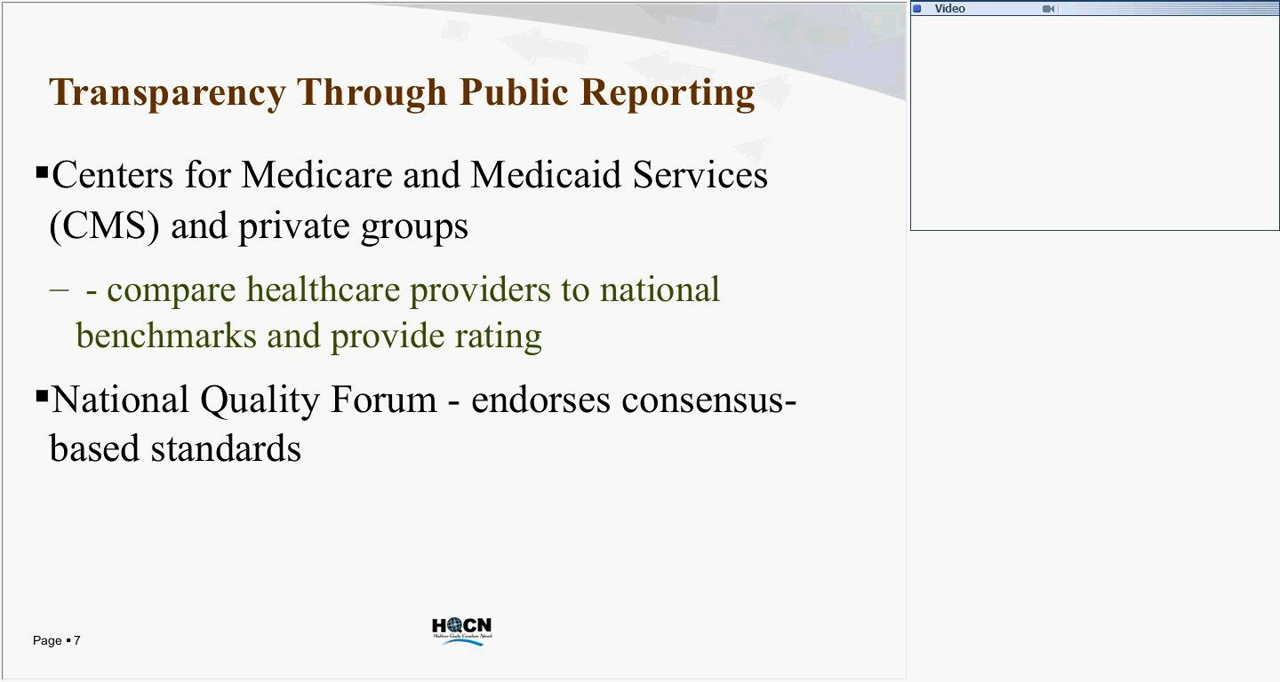 Video
Transparency Through Public Reporting
▪Centers for Medicare and Medicaid Services
(CMS) and private groups
– - compare healthcare providers to national
benchmarks and provide rating
▪National Quality Forum - endorses consensus-
based standards
HQCN
Page ▪ 7